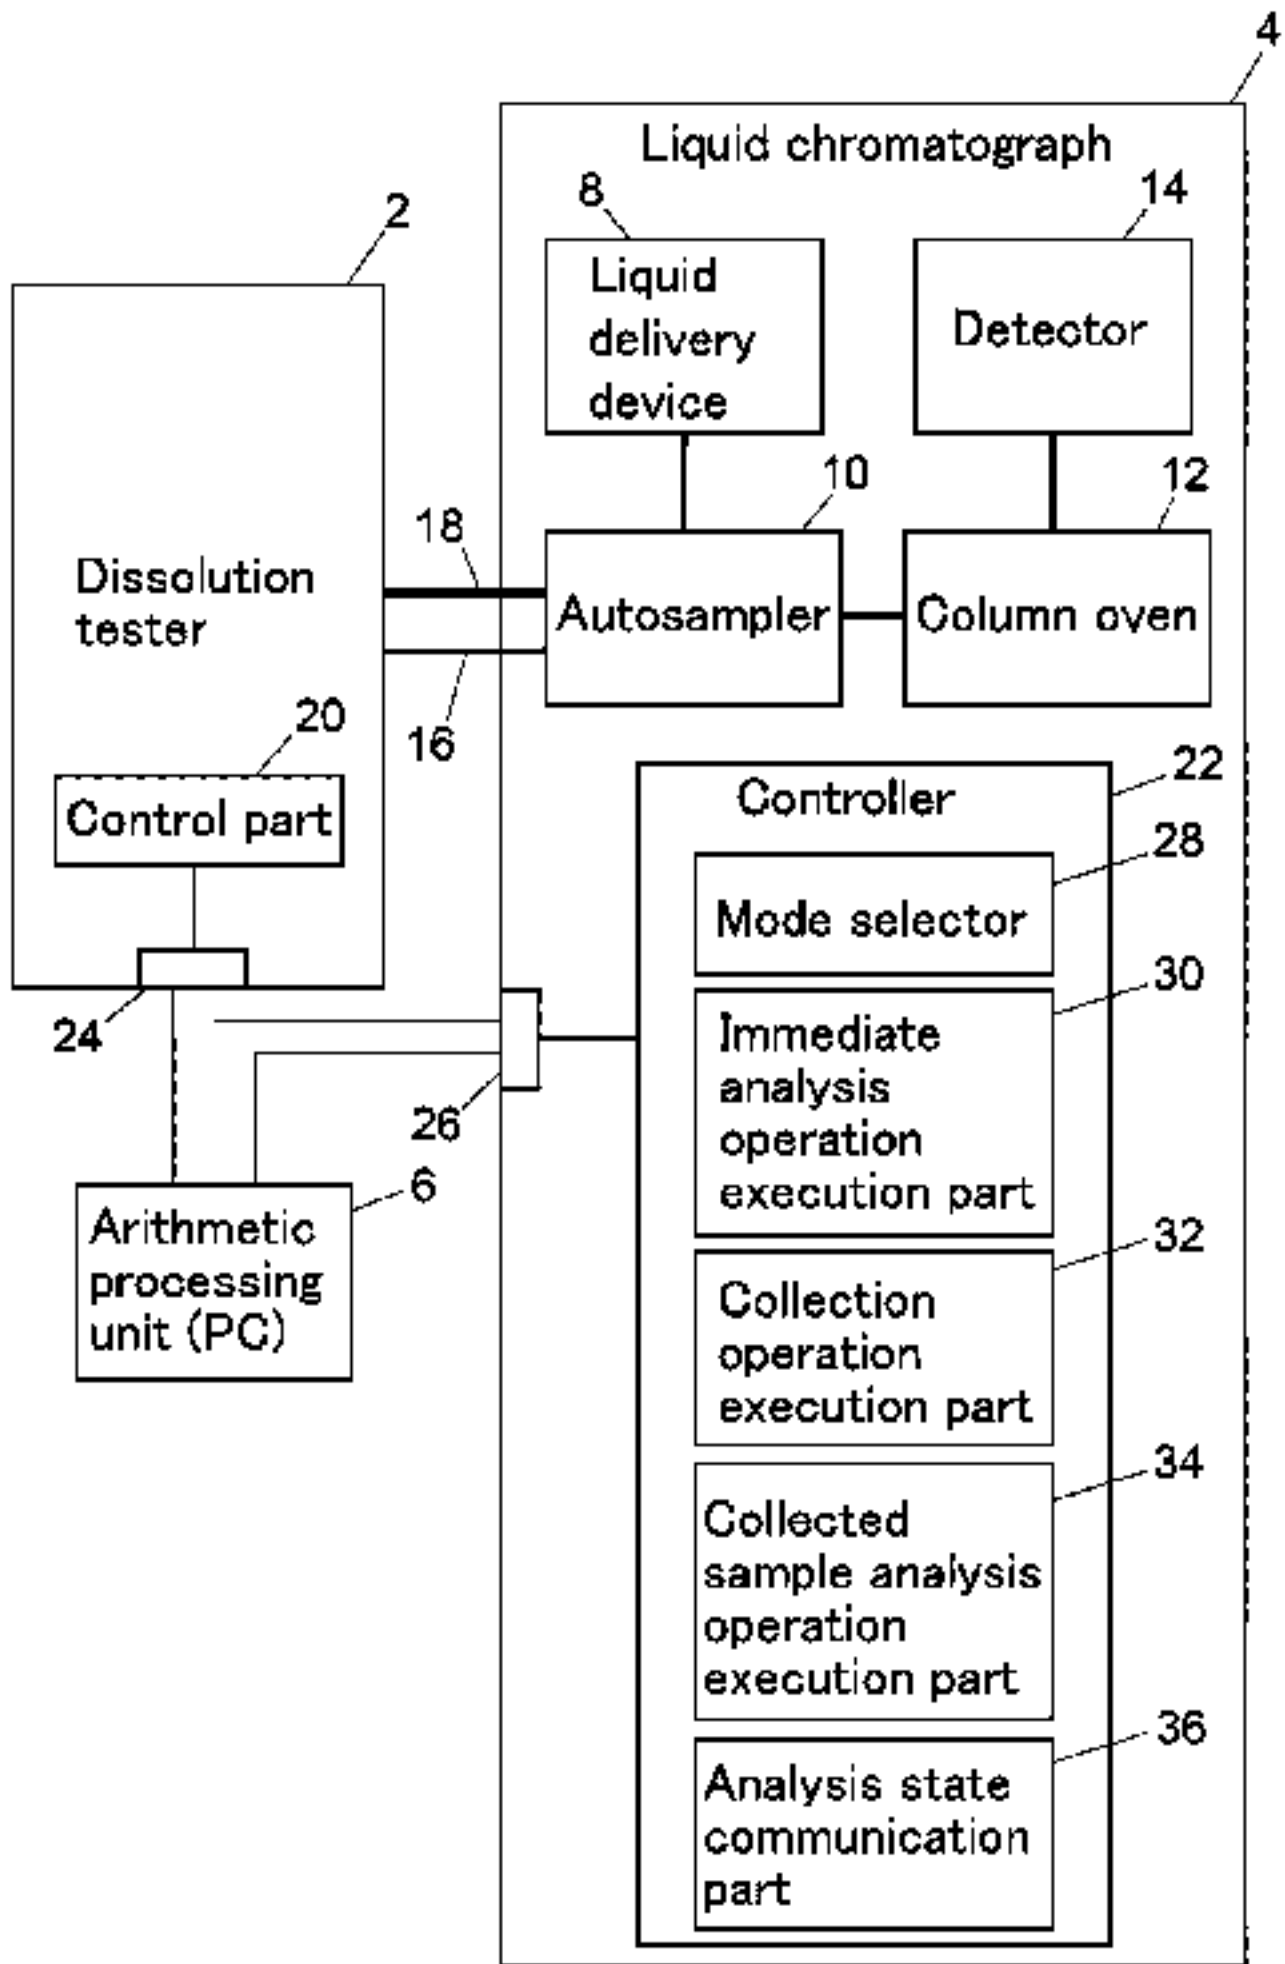 4
Liquid chromatograph
8
14
2
Liquid
delivery
device
Detector
10
12
18
Dissolution
tester
Autosampler
Column oven
16
20
Control part
22
Controller
28
Mode selector
24
30
Immediate
analysis
operation
execution part
26
6
Arithmetic
processing
unit (PC)
32
Collection
operation
execution part
34
Collected
sample analysis
operation
execution part
36
Analysis state
communication
part